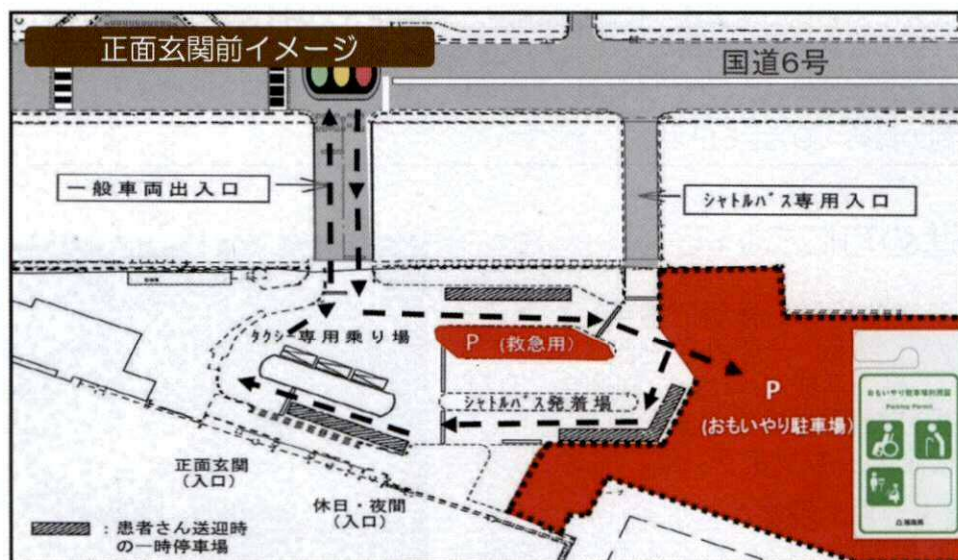 正面玄関前イメージ
国道6号
一般車両出入口
ｼｬﾄﾙﾊﾞｽ専用入口
ﾀｸｼｰ専用乗り場
P (救急用)
ｼｬﾄﾙﾊﾞｽ発着場
P
(おもいやり駐車場)
おもいやり駐車場利用証
Parking Permit
正面玄関
(入口)
休日・夜間
(入口)
：患者さん送迎時
の一時停車場